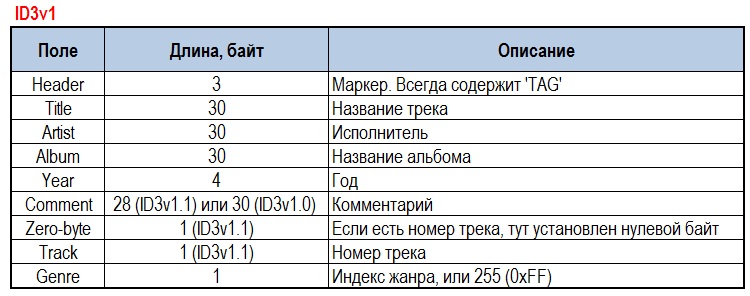 ID3v1
Поле Длина, байт Описание
Header 3 Маркер. Всегда содержит 'TAG'
Title 30 Название трека
Artist 30 Исполнитель
Album 30 Название альбома
Year 4 Год
Comment 28 (ID3v1.1) или 30 (ID3v1.0) Комментарий
Zero-byte 1 (ID3v1.1) Если есть номер трека, тут установлен нулевой байт
Track 1 (ID3v1.1) Номер трека
Genre 1 Индекс жанра, или 255 (0xFF)